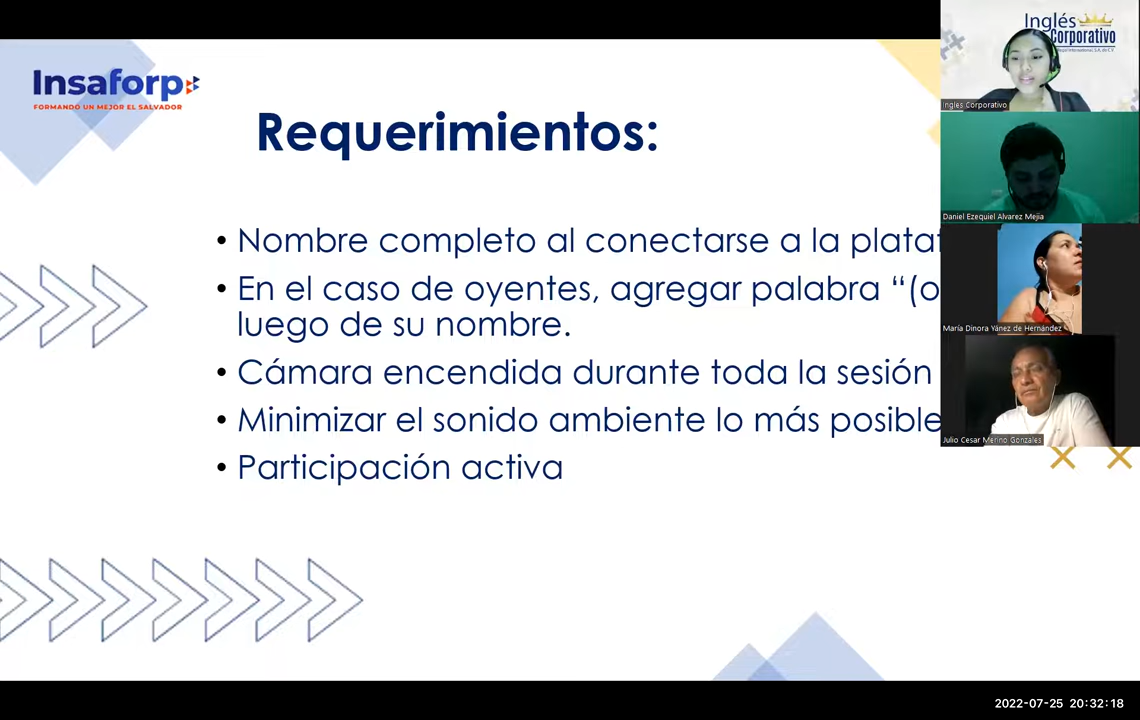 Insaforp
FORMANDO UN MEJOR EL SALVADOR
Requerimientos:
• Nombre completo al conectarse a la plataf
• En el caso de oyentes, agregar palabra “(o
luego de su nombre.
• Cámara encendida durante toda la sesión
• Minimizar el sonido ambiente lo más posible
• Participación activa
Inglés
Corporativo
Ingles Corporativo
Daniel Ezequiel Alvarez Mejia
María Dinora Yánez de Hernández
Julio Cesar Merino Gonzales
2022-07-25 20:32:18